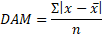 DAM = Σ|x − x̄| / n